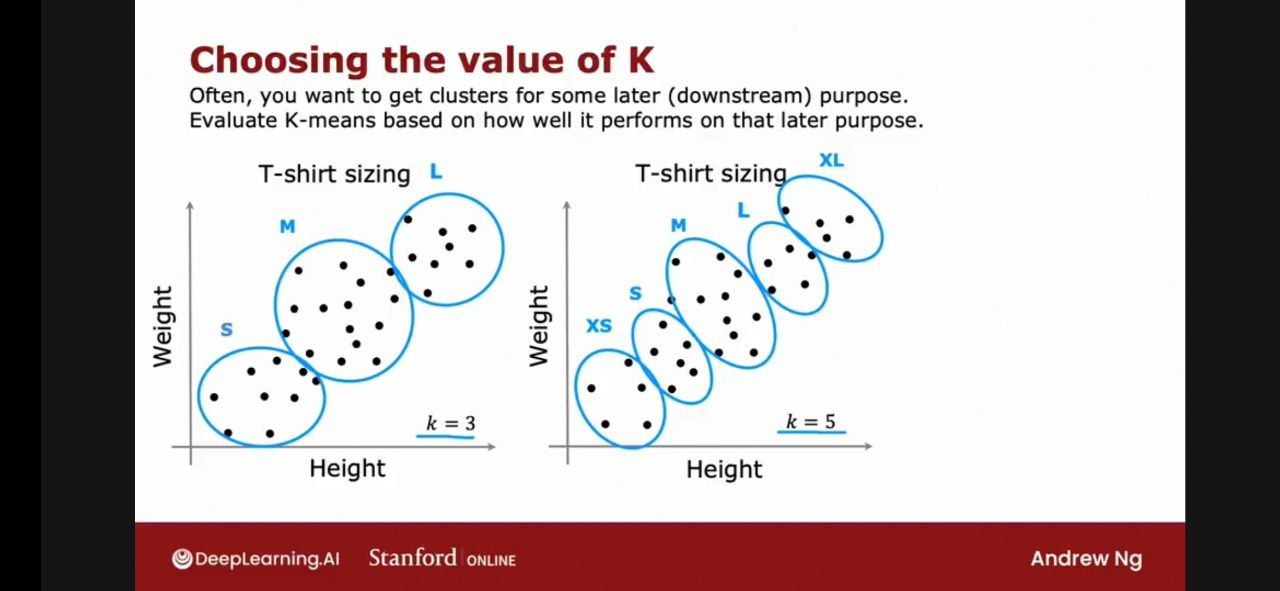 Choosing the value of K
Often, you want to get clusters for some later (downstream) purpose.
Evaluate K-means based on how well it performs on that later purpose.
T-shirt sizing
L
M
S
Weight
k = 3
Height
T-shirt sizing
XL
L
M
S
XS
Weight
k = 5
Height
DeepLearning.AI
Stanford ONLINE
Andrew Ng